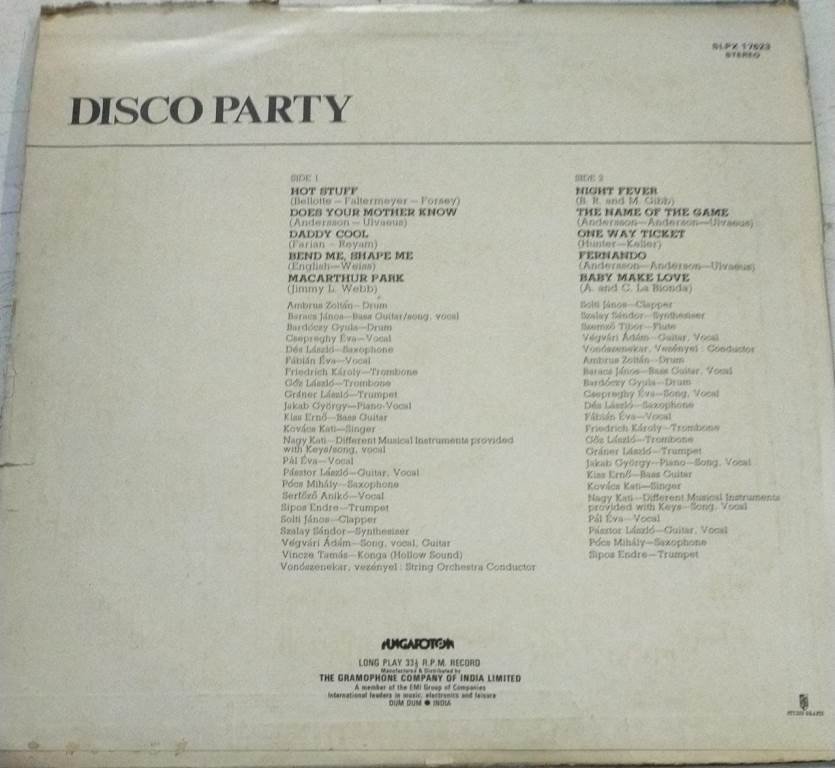 SLPX 17623
STEREO
DISCO PARTY
SIDE 1
HOT STUFF
(Bellotte – Faltermeyer – Forsey)
DOES YOUR MOTHER KNOW
(Andersson – Ulvaeus)
DADDY COOL
(Farian – Reyam)
BEND ME, SHAPE ME
(English—Weiss)
MACARTHUR PARK
(Jimmy L. Webb)
Ambrus Zoltán—Drum
Baracs János—Bass Guitar/song, vocal
Bardóczy Gyula—Drum
Csepreghy Éva—Vocal
Dés László—Saxophone
Fábián Éva—Vocal
Friedrich Károly—Trombone
Gőz László—Trombone
Gráner László—Trumpet
Jakab György—Piano-Vocal
Kiss Ernő—Bass Guitar
Kovács Kati—Singer
Nagy Kati—Different Musical Instruments provided
with Keys/song, vocal
Pál Éva—Vocal
Pásztor László—Guitar, Vocal
Pócs Mihály—Saxophone
Sertőző Anikó—Vocal
Sipos Endre—Trumpet
Solti János—Clapper
Szalay Sándor—Synthesiser
Végvári Ádám—Song, vocal, Guitar
Vincze Tamás—Konga (Hollow Sound)
Vonószenekar, vezényel : String Orchestra Conductor
SIDE 2
NIGHT FEVER
(B. R. and M. Gibb)
THE NAME OF THE GAME
(Andersson—Anderson—Ulvaeus)
ONE WAY TICKET
(Hunter—Keller)
FERNANDO
(Andersson—Anderson—Ulvaeus)
BABY MAKE LOVE
(A. and C. La Bionda)
Solti János—Clapper
Szalay Sándor—Synthesiser
Szemző Tibor—Flute
Végvári Ádám—Guitar, Vocal
Vonószenekar, Vezényel : Conductor
Ambrus Zoltán—Drum
Baracs János—Bass Guitar, Vocal
Bardóczy Gyula—Drum
Csepreghy Éva—Song, Vocal
Dés László—Saxophone
Fábián Éva—Vocal
Friedrich Károly—Trombone
Gőz László—Trombone
Gráner László—Trumpet
Jakab György—Piano—Song, Vocal
Kiss Ernő—Bass Guitar
Kovács Kati—Singer
Nagy Kati—Different Musical Instruments
provided with Keys—Song, Vocal
Pál Éva—Vocal
Pásztor László—Guitar, Vocal
Pócs Mihály—Saxophone
Sipos Endre—Trumpet
HUNGAROTON
LONG PLAY 33⅓ R.P.M. RECORD
Manufactured & Distributed by
THE GRAMOPHONE COMPANY OF INDIA LIMITED
A member of the EMI Group of Companies
International leaders in music, electronics and leisure
DUM DUM ● INDIA